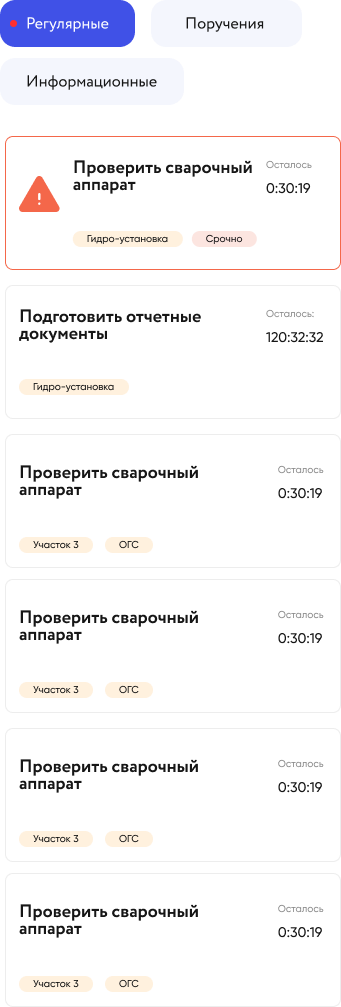 Регулярные
Поручения
Информационные
Проверить сварочный
аппарат
Осталось
0:30:19
Гидро-установка
Срочно
Подготовить отчетные
документы
Осталось:
120:32:32
Гидро-установка
Проверить сварочный
аппарат
Осталось
0:30:19
Участок 3
ОГС
Проверить сварочный
аппарат
Осталось
0:30:19
Участок 3
ОГС
Проверить сварочный
аппарат
Осталось
0:30:19
Участок 3
ОГС
Проверить сварочный
аппарат
Осталось
0:30:19
Участок 3
ОГС